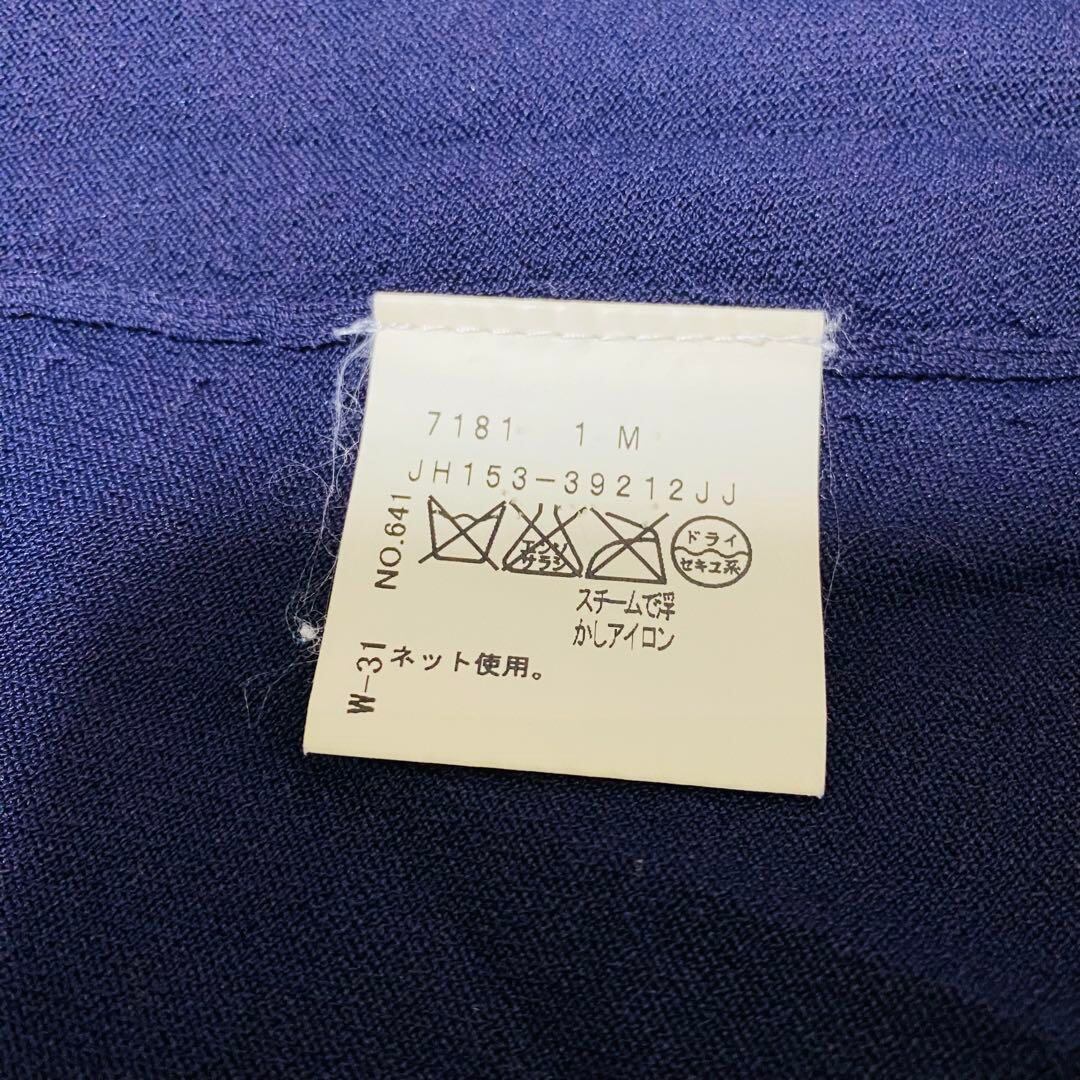 7181 1 M
JH153-39212JJ
NO.641
エンソ
サラシ
ドライ
セキユ系
スチームで浮
かしアイロン
W-31
ネット使用。